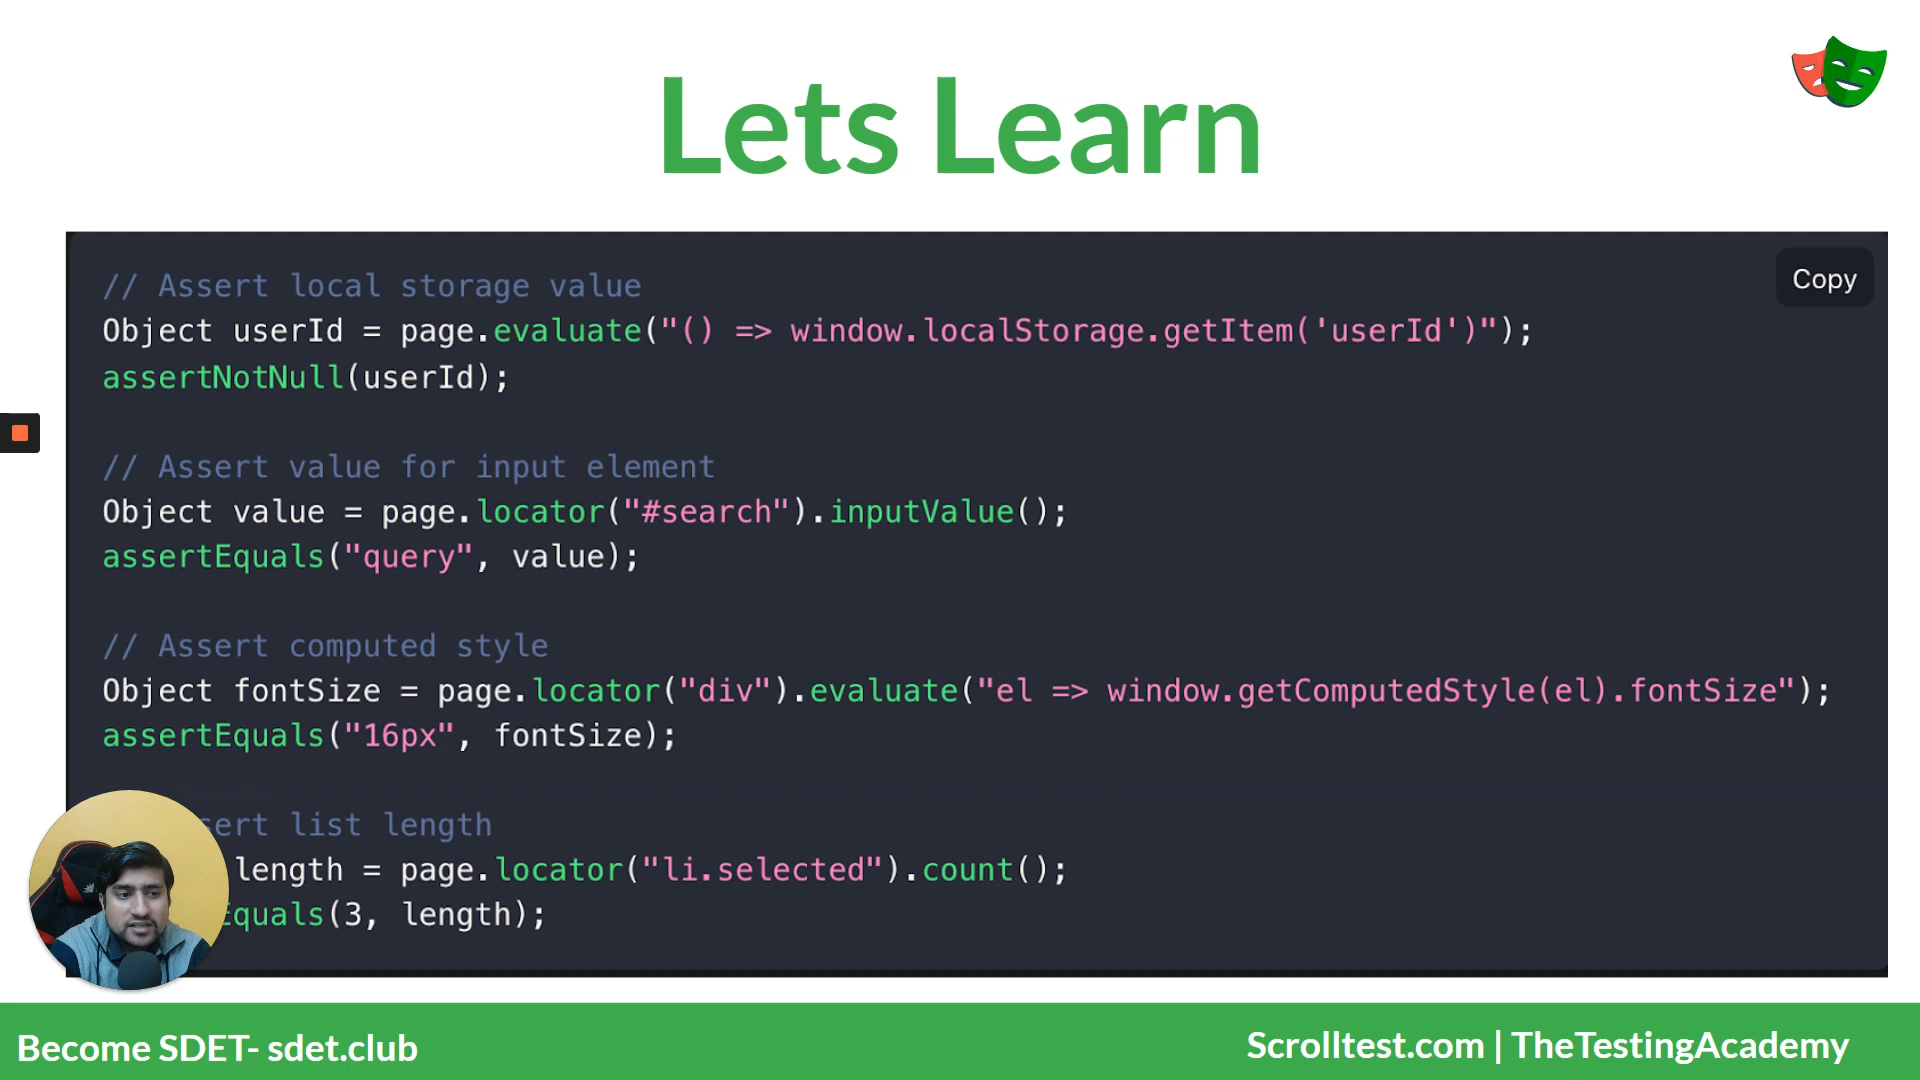 Lets Learn
Copy
// Assert local storage value
Object userId = page.evaluate("() => window.localStorage.getItem('userId')");
assertNotNull(userId);
// Assert value for input element
Object value = page.locator("#search").inputValue();
assertEquals("query", value);
// Assert computed style
Object fontSize = page.locator("div").evaluate("el => window.getComputedStyle(el).fontSize");
assertEquals("16px", fontSize);
sert list length
length = page.locator("li.selected").count();
Equals(3, length);
Become SDET- sdet.club
Scrolltest.com | TheTestingAcademy